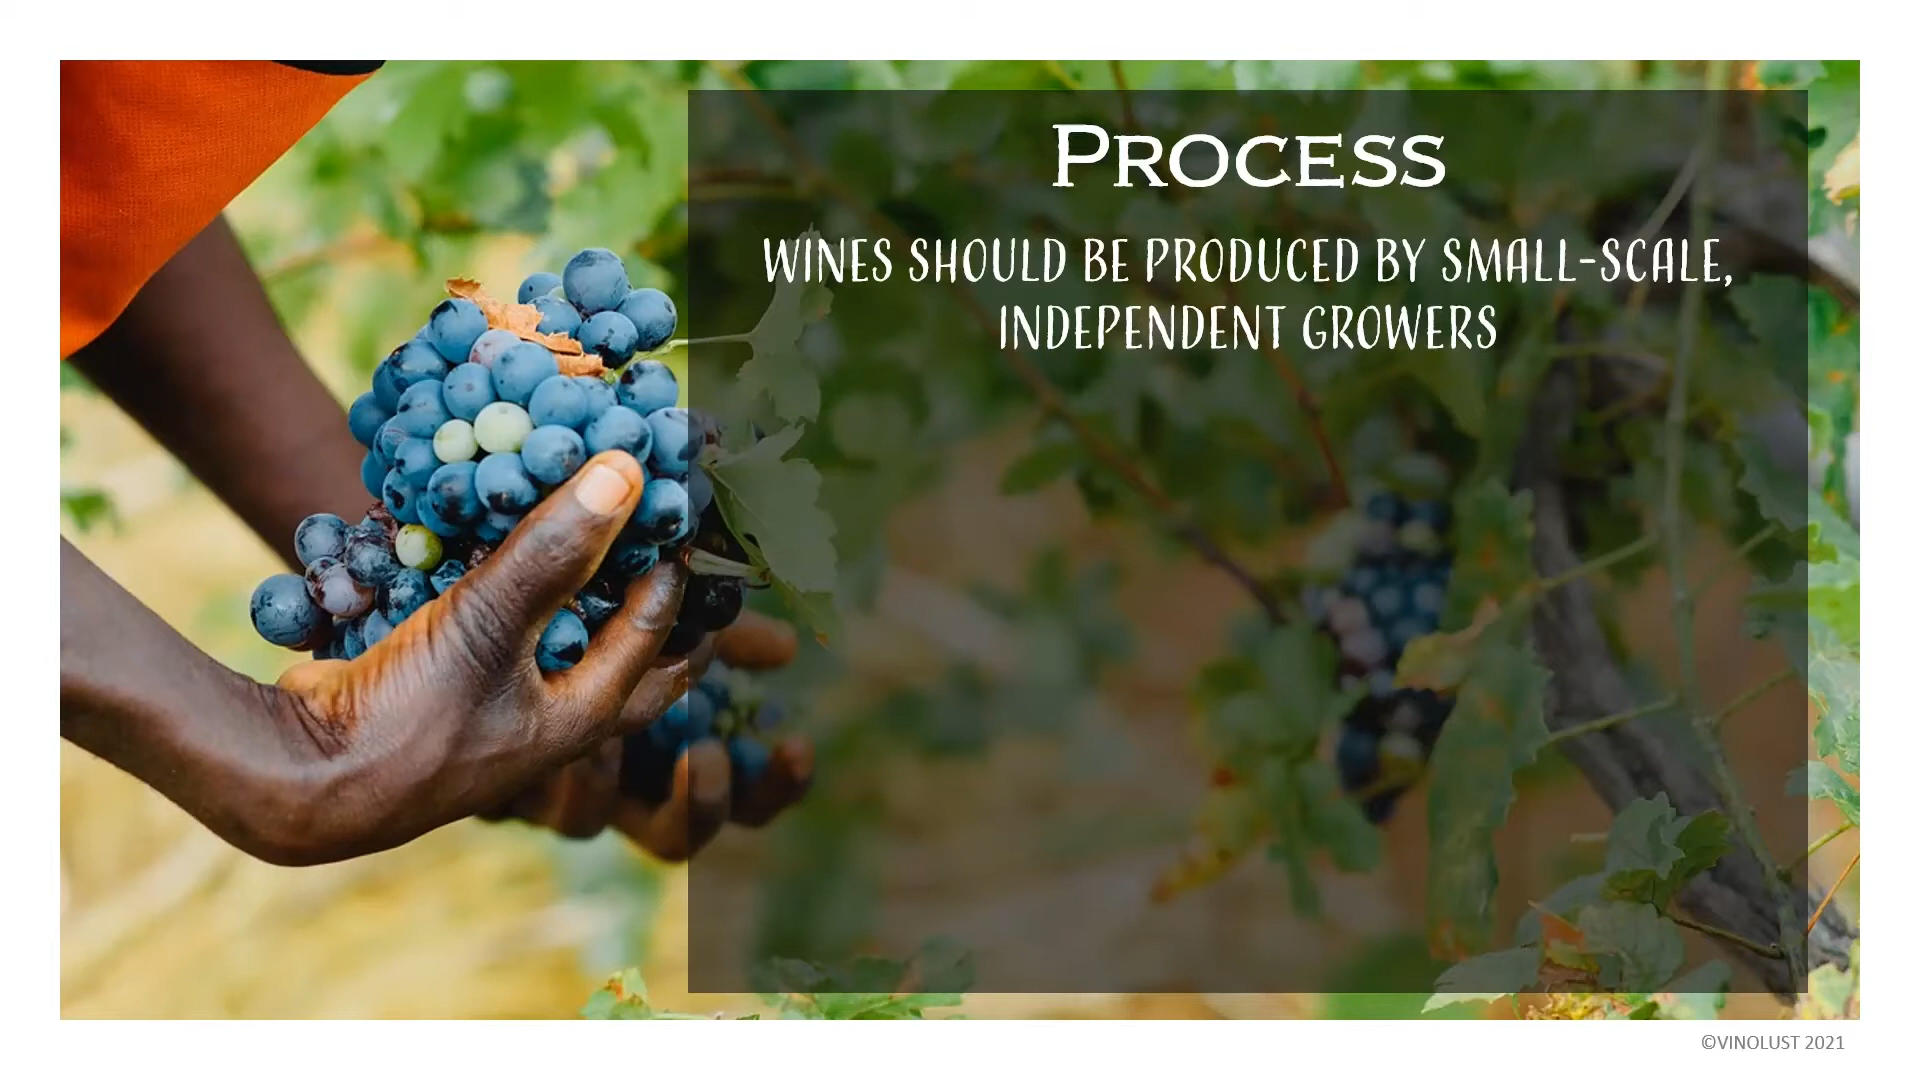 Process
WINES SHOULD BE PRODUCED BY SMALL-SCALE,
INDEPENDENT GROWERS
©VINOLUST 2021